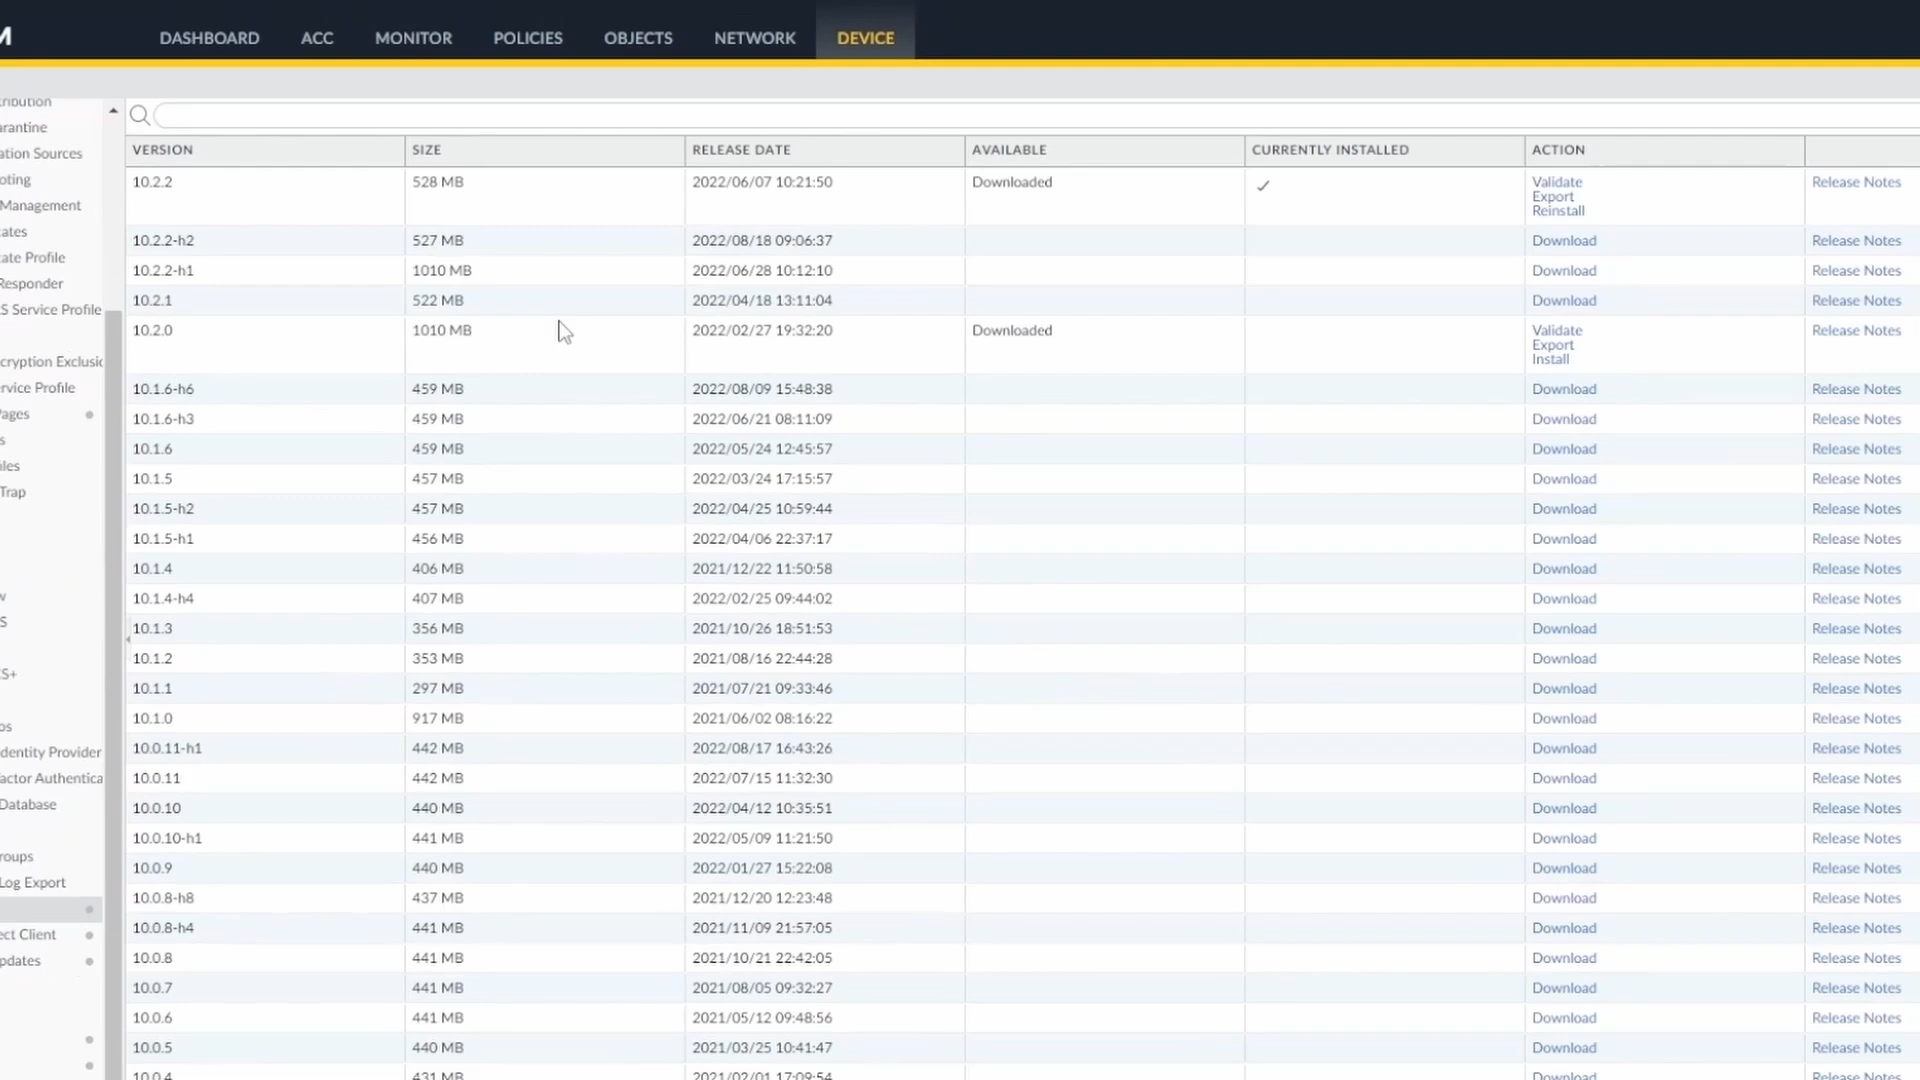 M DASHBOARD ACC MONITOR POLICIES OBJECTS NETWORK DEVICE
ribution
arantine
ation Sources
oting
Management
ates
ate Profile
Responder
S Service Profile
cryption Exclusic
ervice Profile
Pages
s
iles
Trap
w
S
CS+
os
dentity Provider
actor Authentica
Database
roups
Log Export
ect Client
pdates
VERSION SIZE RELEASE DATE AVAILABLE CURRENTLY INSTALLED ACTION
10.2.2 528 MB 2022/06/07 10:21:50 Downloaded ✓ Validate Release Notes
Export
Reinstall
10.2.2-h2 527 MB 2022/08/18 09:06:37 Download Release Notes
10.2.2-h1 1010 MB 2022/06/28 10:12:10 Download Release Notes
10.2.1 522 MB 2022/04/18 13:11:04 Download Release Notes
10.2.0 1010 MB 2022/02/27 19:32:20 Downloaded Validate Release Notes
Export
Install
10.1.6-h6 459 MB 2022/08/09 15:48:38 Download Release Notes
10.1.6-h3 459 MB 2022/06/21 08:11:09 Download Release Notes
10.1.6 459 MB 2022/05/24 12:45:57 Download Release Notes
10.1.5 457 MB 2022/03/24 17:15:57 Download Release Notes
10.1.5-h2 457 MB 2022/04/25 10:59:44 Download Release Notes
10.1.5-h1 456 MB 2022/04/06 22:37:17 Download Release Notes
10.1.4 406 MB 2021/12/22 11:50:58 Download Release Notes
10.1.4-h4 407 MB 2022/02/25 09:44:02 Download Release Notes
10.1.3 356 MB 2021/10/26 18:51:53 Download Release Notes
10.1.2 353 MB 2021/08/16 22:44:28 Download Release Notes
10.1.1 297 MB 2021/07/21 09:33:46 Download Release Notes
10.1.0 917 MB 2021/06/02 08:16:22 Download Release Notes
10.0.11-h1 442 MB 2022/08/17 16:43:26 Download Release Notes
10.0.11 442 MB 2022/07/15 11:32:30 Download Release Notes
10.0.10 440 MB 2022/04/12 10:35:51 Download Release Notes
10.0.10-h1 441 MB 2022/05/09 11:21:50 Download Release Notes
10.0.9 440 MB 2022/01/27 15:22:08 Download Release Notes
10.0.8-h8 437 MB 2021/12/20 12:23:48 Download Release Notes
10.0.8-h4 441 MB 2021/11/09 21:57:05 Download Release Notes
10.0.8 441 MB 2021/10/21 22:42:05 Download Release Notes
10.0.7 441 MB 2021/08/05 09:32:27 Download Release Notes
10.0.6 441 MB 2021/05/12 09:48:56 Download Release Notes
10.0.5 440 MB 2021/03/25 10:41:47 Download Release Notes
10.0.4 431 MB 2021/02/01 17:09:54 Download Release Notes